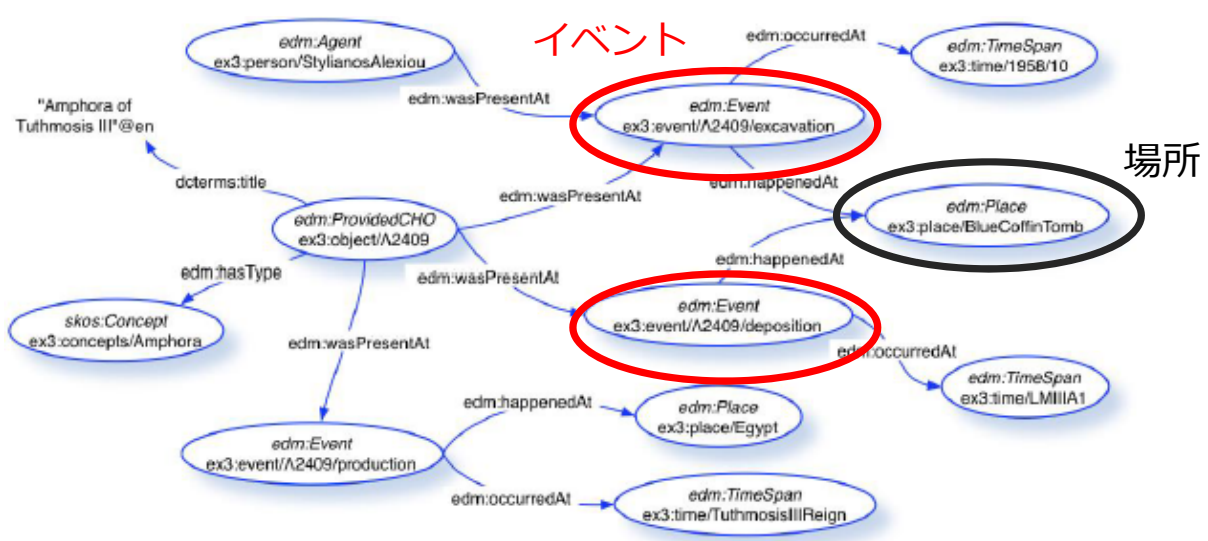 イベント
edm:Agent
ex3:person/StylianosAlexiou
edm:occurredAt
edm:TimeSpan
ex3:time/1958/10
"Amphora of
Tuthmosis III"@en
edm:wasPresentAt
edm:Event
ex3:event/Λ2409/excavation
場所
dcterms:title
edm:wasPresentAt
edm:happenedAt
edm:Place
ex3:place/BlueCoffinTomb
edm:ProvidedCHO
ex3:object/Λ2409
edm:hasType
edm:wasPresentAt
edm:happenedAt
edm:Event
ex3:event/Λ2409/deposition
skos:Concept
ex3:concepts/Amphora
edm:wasPresentAt
edm:occurredAt
edm:TimeSpan
ex3:time/LMIIIA1
edm:happenedAt
edm:Place
ex3:place/Egypt
edm:Event
ex3:event/Λ2409/production
edm:occurredAt
edm:TimeSpan
ex3:time/TuthmosisIIIReign